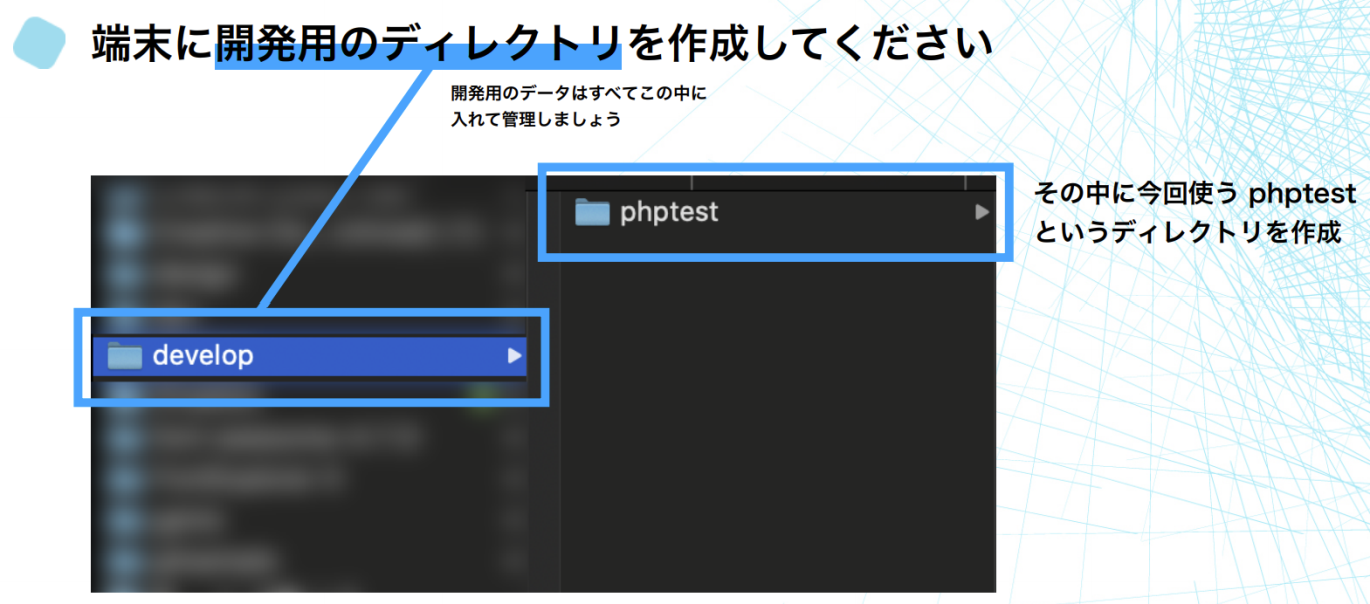 端末に開発用のディレクトリを作成してください
開発用のデータはすべてこの中に
入れて管理しましょう
phptest
その中に今回使う phptest
というディレクトリを作成
develop